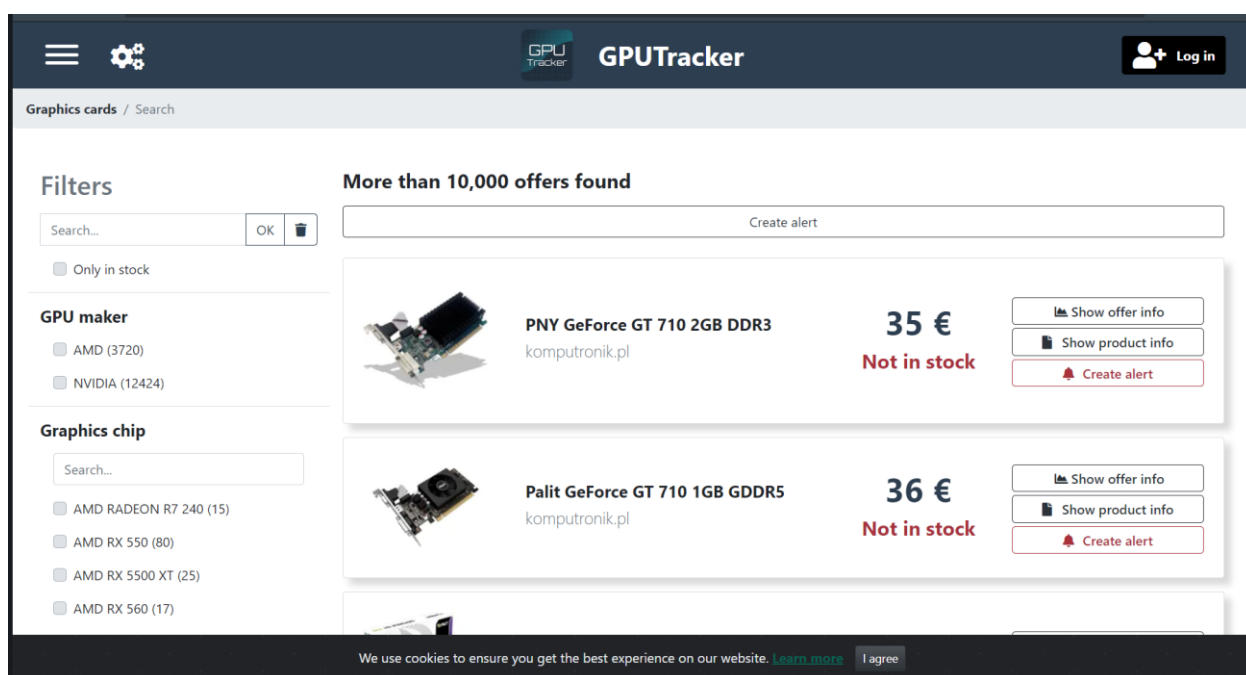 GPU
Tracker
GPUTracker
Log in
Graphics cards / Search
Filters
Search...
OK
Only in stock
GPU maker
AMD (3720)
NVIDIA (12424)
Graphics chip
Search...
AMD RADEON R7 240 (15)
AMD RX 550 (80)
AMD RX 5500 XT (25)
AMD RX 560 (17)
More than 10,000 offers found
Create alert
PNY GeForce GT 710 2GB DDR3
komputronik.pl
35 €
Not in stock
Show offer info
Show product info
Create alert
Palit GeForce GT 710 1GB GDDR5
komputronik.pl
36 €
Not in stock
Show offer info
Show product info
Create alert
We use cookies to ensure you get the best experience on our website. Learn more
I agree